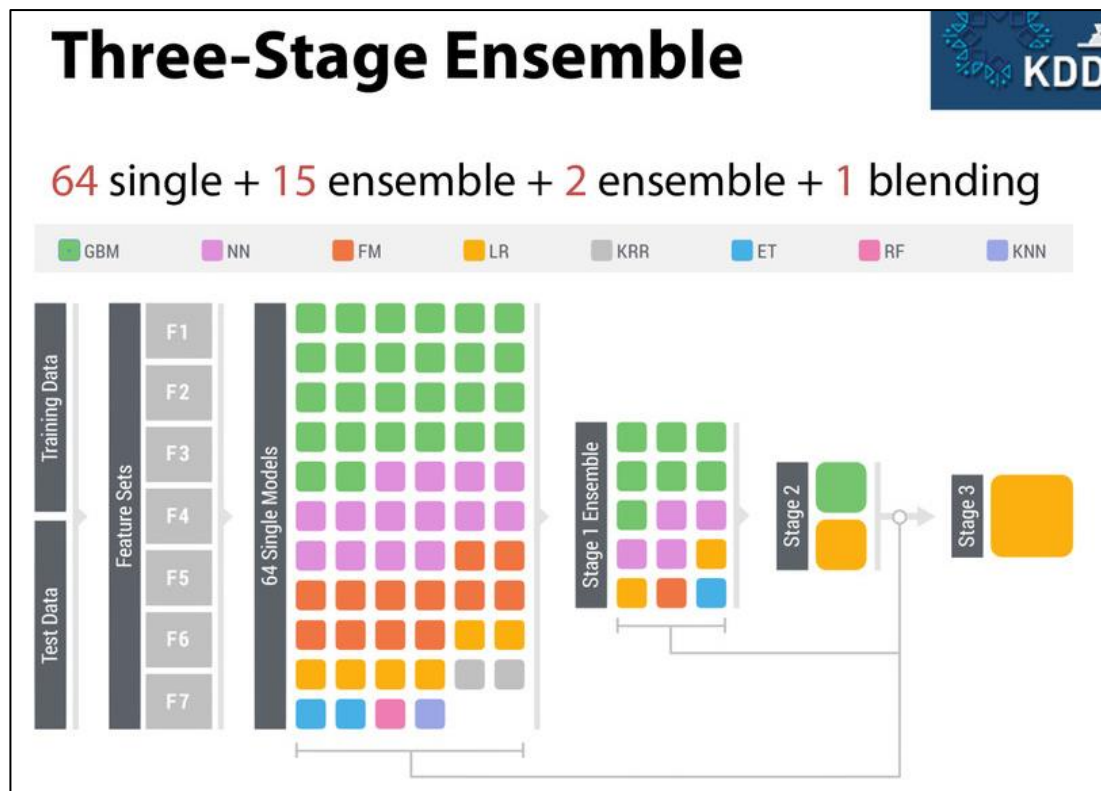 Three-Stage Ensemble
KDD
64 single + 15 ensemble + 2 ensemble + 1 blending
GBM
NN
FM
LR
KRR
ET
RF
KNN
Training Data
Test Data
Feature Sets
F1
F2
F3
F4
F5
F6
F7
64 Single Models
Stage 1 Ensemble
Stage 2
Stage 3